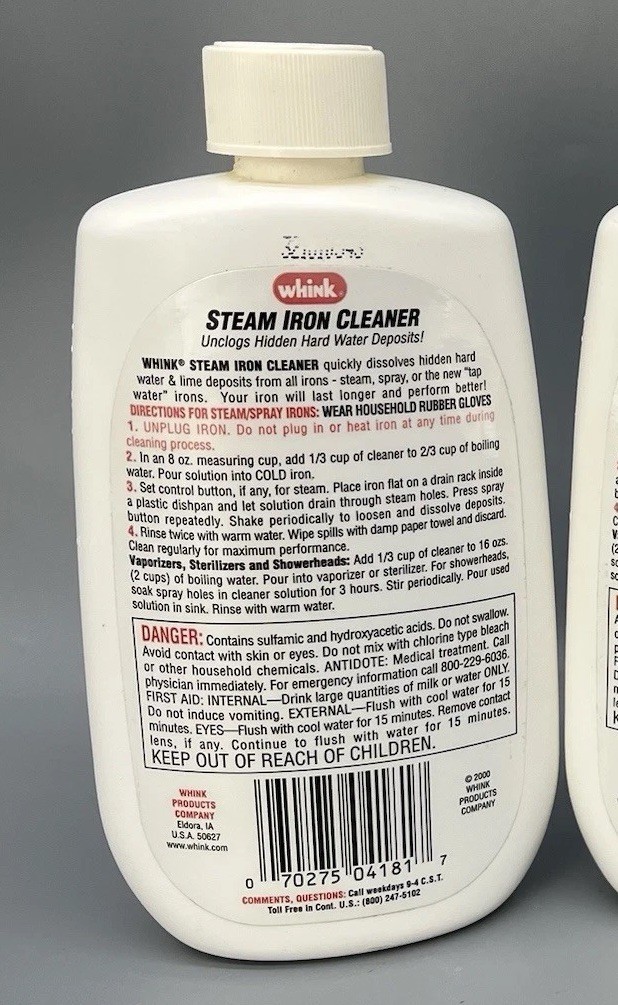 whink®
STEAM IRON CLEANER
Unclogs Hidden Hard Water Deposits!
WHINK® STEAM IRON CLEANER quickly dissolves hidden hard
water & lime deposits from all irons - steam, spray, or the new "tap
water" irons. Your iron will last longer and perform better!
DIRECTIONS FOR STEAM/SPRAY IRONS: WEAR HOUSEHOLD RUBBER GLOVES
1. UNPLUG IRON. Do not plug in or heat iron at any time during
cleaning process.
2. In an 8 oz. measuring cup, add 1/3 cup of cleaner to 2/3 cup of boiling
water. Pour solution into COLD iron.
3. Set control button, if any, for steam. Place iron flat on a drain rack inside
a plastic dishpan and let solution drain through steam holes. Press spray
button repeatedly. Shake periodically to loosen and dissolve deposits.
4. Rinse twice with warm water. Wipe spills with damp paper towel and discard.
Clean regularly for maximum performance.
Vaporizers, Sterilizers and Showerheads: Add 1/3 cup of cleaner to 16 ozs.
(2 cups) of boiling water. Pour into vaporizer or sterilizer. For showerheads,
soak spray holes in cleaner solution for 3 hours. Stir periodically. Pour used
solution in sink. Rinse with warm water.
DANGER: Contains sulfamic and hydroxyacetic acids. Do not swallow.
Avoid contact with skin or eyes. Do not mix with chlorine type bleach
or other household chemicals. ANTIDOTE: Medical treatment. Call
physician immediately. For emergency information call 800-229-6036.
FIRST AID: INTERNAL—Drink large quantities of milk or water ONLY.
Do not induce vomiting. EXTERNAL—Flush with cool water for 15
minutes. EYES—Flush with cool water for 15 minutes. Remove contact
lens, if any. Continue to flush with water for 15 minutes.
KEEP OUT OF REACH OF CHILDREN.
WHINK
PRODUCTS
COMPANY
Eldora, IA
U.S.A. 50627
www.whink.com
© 2000
WHINK
PRODUCTS
COMPANY
0 70275 04181 7
COMMENTS, QUESTIONS: Call weekdays 9-4 C.S.T.
Toll Free in Cont. U.S.: (800) 247-5102